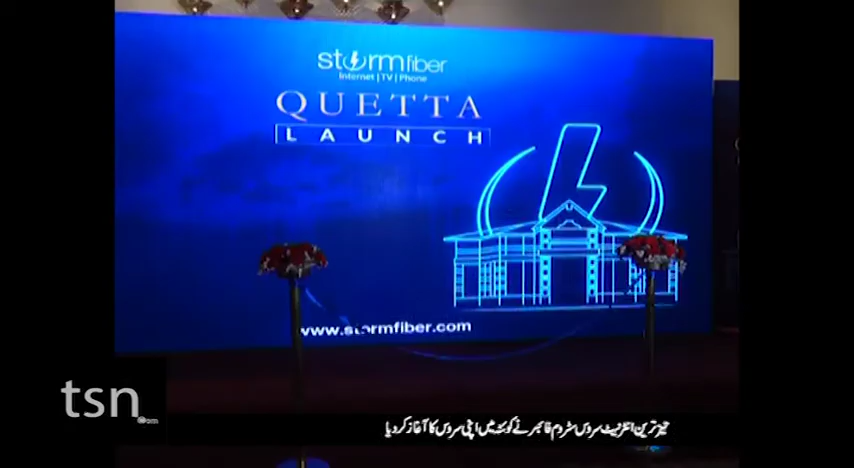 stormfiber
Internet | TV | Phone
QUETTA
LAUNCH
www.stormfiber.com
tsn
.com
تیز ترین انٹرنیٹ سروس سٹروم فائبر نے کوئٹہ میں اپنی سروس کا آغاز کر دیا